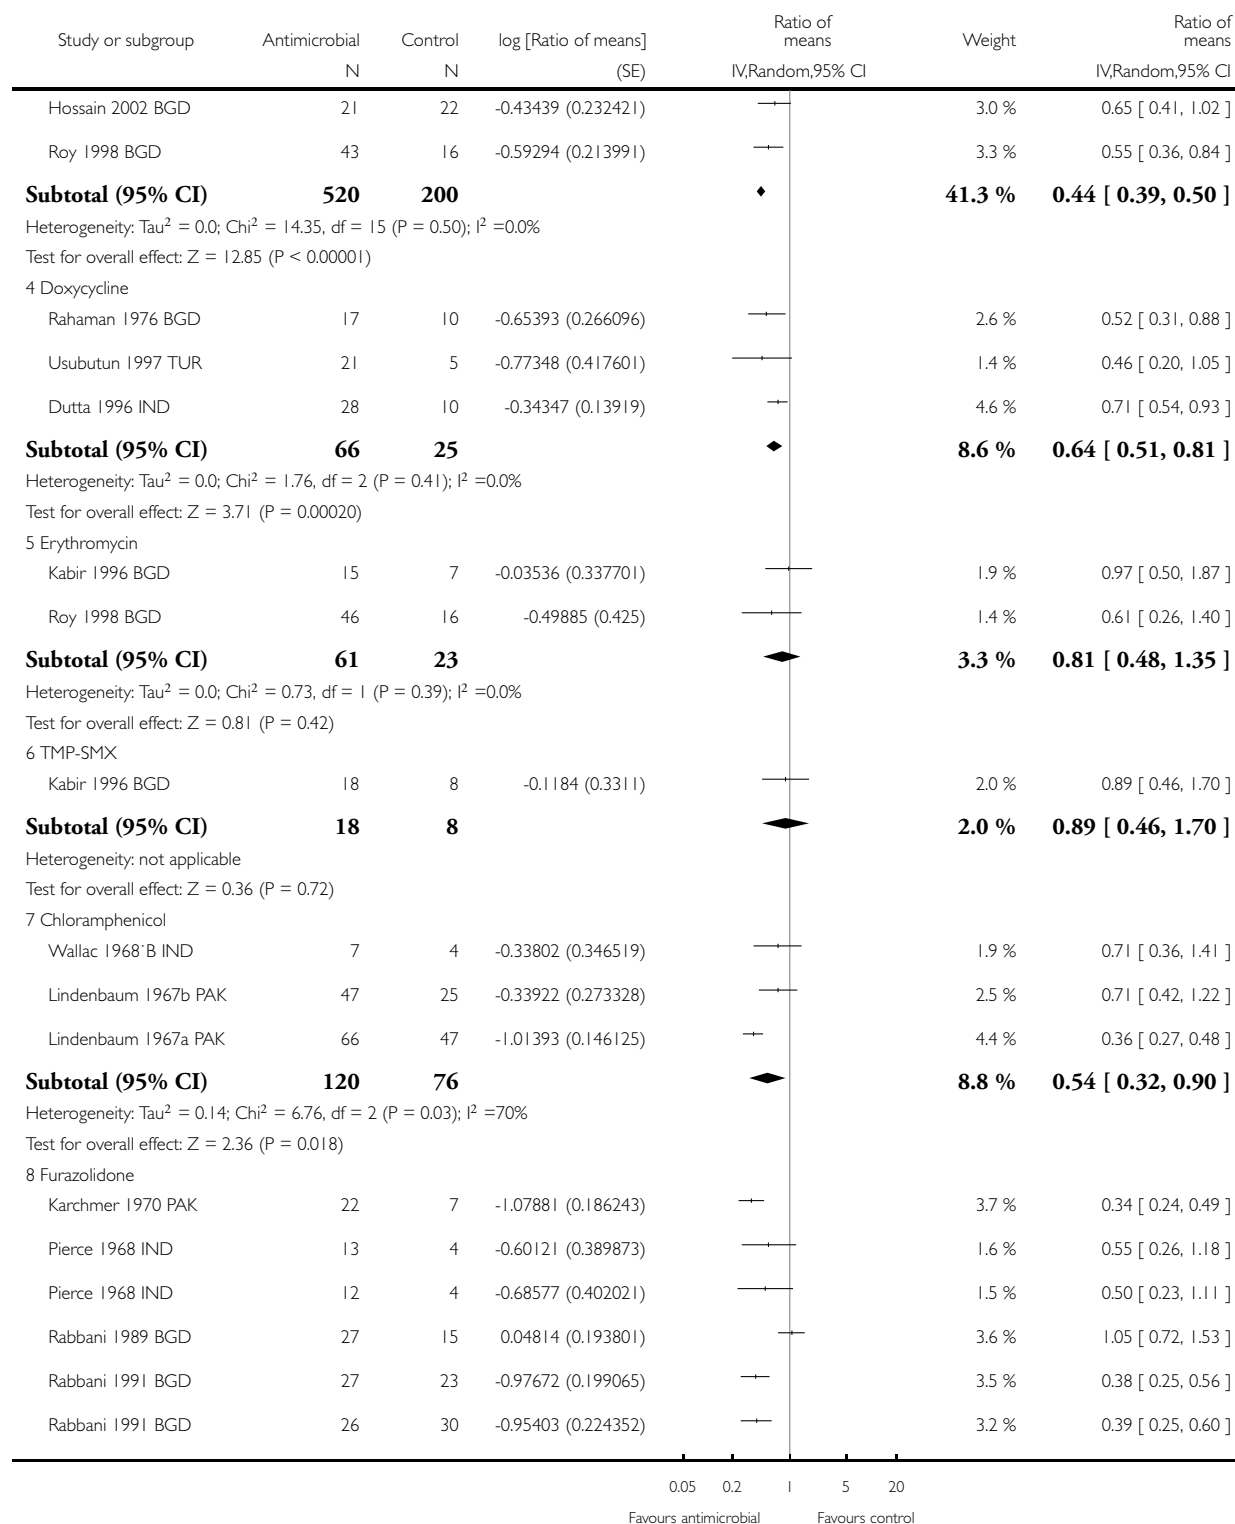 Study or subgroup Antimicrobial Control log [Ratio of means] Ratio of means Weight Ratio of means
N N (SE) IV,Random,95% CI IV,Random,95% CI
Hossain 2002 BGD 21 22 -0.43439 (0.232421) 3.0 % 0.65 [ 0.41, 1.02 ]
Roy 1998 BGD 43 16 -0.59294 (0.213991) 3.3 % 0.55 [ 0.36, 0.84 ]
Subtotal (95% CI) 520 200 41.3 % 0.44 [ 0.39, 0.50 ]
Heterogeneity: Tau² = 0.0; Chi² = 14.35, df = 15 (P = 0.50); I² =0.0%
Test for overall effect: Z = 12.85 (P < 0.00001)
4 Doxycycline
Rahaman 1976 BGD 17 10 -0.65393 (0.266096) 2.6 % 0.52 [ 0.31, 0.88 ]
Usubutun 1997 TUR 21 5 -0.77348 (0.417601) 1.4 % 0.46 [ 0.20, 1.05 ]
Dutta 1996 IND 28 10 -0.34347 (0.13919) 4.6 % 0.71 [ 0.54, 0.93 ]
Subtotal (95% CI) 66 25 8.6 % 0.64 [ 0.51, 0.81 ]
Heterogeneity: Tau² = 0.0; Chi² = 1.76, df = 2 (P = 0.41); I² =0.0%
Test for overall effect: Z = 3.71 (P = 0.00020)
5 Erythromycin
Kabir 1996 BGD 15 7 -0.03536 (0.337701) 1.9 % 0.97 [ 0.50, 1.87 ]
Roy 1998 BGD 46 16 -0.49885 (0.425) 1.4 % 0.61 [ 0.26, 1.40 ]
Subtotal (95% CI) 61 23 3.3 % 0.81 [ 0.48, 1.35 ]
Heterogeneity: Tau² = 0.0; Chi² = 0.73, df = 1 (P = 0.39); I² =0.0%
Test for overall effect: Z = 0.81 (P = 0.42)
6 TMP-SMX
Kabir 1996 BGD 18 8 -0.1184 (0.3311) 2.0 % 0.89 [ 0.46, 1.70 ]
Subtotal (95% CI) 18 8 2.0 % 0.89 [ 0.46, 1.70 ]
Heterogeneity: not applicable
Test for overall effect: Z = 0.36 (P = 0.72)
7 Chloramphenicol
Wallac 1968˙B IND 7 4 -0.33802 (0.346519) 1.9 % 0.71 [ 0.36, 1.41 ]
Lindenbaum 1967b PAK 47 25 -0.33922 (0.273328) 2.5 % 0.71 [ 0.42, 1.22 ]
Lindenbaum 1967a PAK 66 47 -1.01393 (0.146125) 4.4 % 0.36 [ 0.27, 0.48 ]
Subtotal (95% CI) 120 76 8.8 % 0.54 [ 0.32, 0.90 ]
Heterogeneity: Tau² = 0.14; Chi² = 6.76, df = 2 (P = 0.03); I² =70%
Test for overall effect: Z = 2.36 (P = 0.018)
8 Furazolidone
Karchmer 1970 PAK 22 7 -1.07881 (0.186243) 3.7 % 0.34 [ 0.24, 0.49 ]
Pierce 1968 IND 13 4 -0.60121 (0.389873) 1.6 % 0.55 [ 0.26, 1.18 ]
Pierce 1968 IND 12 4 -0.68577 (0.402021) 1.5 % 0.50 [ 0.23, 1.11 ]
Rabbani 1989 BGD 27 15 0.04814 (0.193801) 3.6 % 1.05 [ 0.72, 1.53 ]
Rabbani 1991 BGD 27 23 -0.97672 (0.199065) 3.5 % 0.38 [ 0.25, 0.56 ]
Rabbani 1991 BGD 26 30 -0.95403 (0.224352) 3.2 % 0.39 [ 0.25, 0.60 ]
0.05 0.2 1 5 20
Favours antimicrobial Favours control